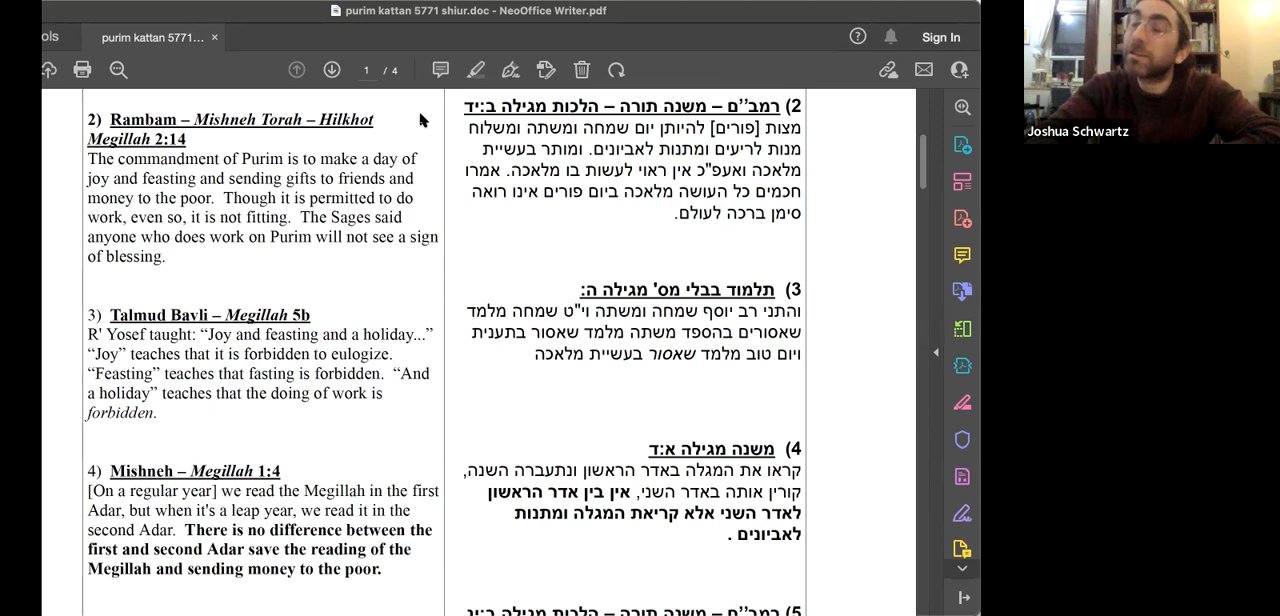 purim kattan 5771 shiur.doc - NeoOffice Writer.pdf
ols
purim kattan 5771...
×
Sign In
1 / 4
2) Rambam – Mishneh Torah – Hilkhot
Megillah 2:14
The commandment of Purim is to make a day of
joy and feasting and sending gifts to friends and
money to the poor. Though it is permitted to do
work, even so, it is not fitting. The Sages said
anyone who does work on Purim will not see a sign
of blessing.
3) Talmud Bavli – Megillah 5b
R' Yosef taught: “Joy and feasting and a holiday...”
“Joy” teaches that it is forbidden to eulogize.
“Feasting” teaches that fasting is forbidden. “And
a holiday” teaches that the doing of work is
forbidden.
4) Mishneh – Megillah 1:4
[On a regular year] we read the Megillah in the first
Adar, but when it's a leap year, we read it in the
second Adar. There is no difference between the
first and second Adar save the reading of the
Megillah and sending money to the poor.
2) רמב''ם – משנה תורה – הלכות מגילה ב:יד
מצות [פורים] להיותן יום שמחה ומשתה ומשלוח
מנות לריעים ומתנות לאביונים. ומותר בעשיית
מלאכה ואעפ"כ אין ראוי לעשות בו מלאכה. אמרו
חכמים כל העושה מלאכה ביום פורים אינו רואה
סימן ברכה לעולם.
3) תלמוד בבלי מס' מגילה ה:
והתני רב יוסף שמחה ומשתה וי"ט שמחה מלמד
שאסורים בהספד משתה מלמד שאסור בתענית
ויום טוב מלמד שאסור בעשיית מלאכה
4) משנה מגילה א:ד
קראו את המגלה באדר הראשון ונתעברה השנה,
קורין אותה באדר השני, אין בין אדר הראשון
לאדר השני אלא קריאת המגלה ומתנות
לאביונים .
5) רמב''ם – משנה תורה – הלכות מגילה ב:יג
Joshua Schwartz